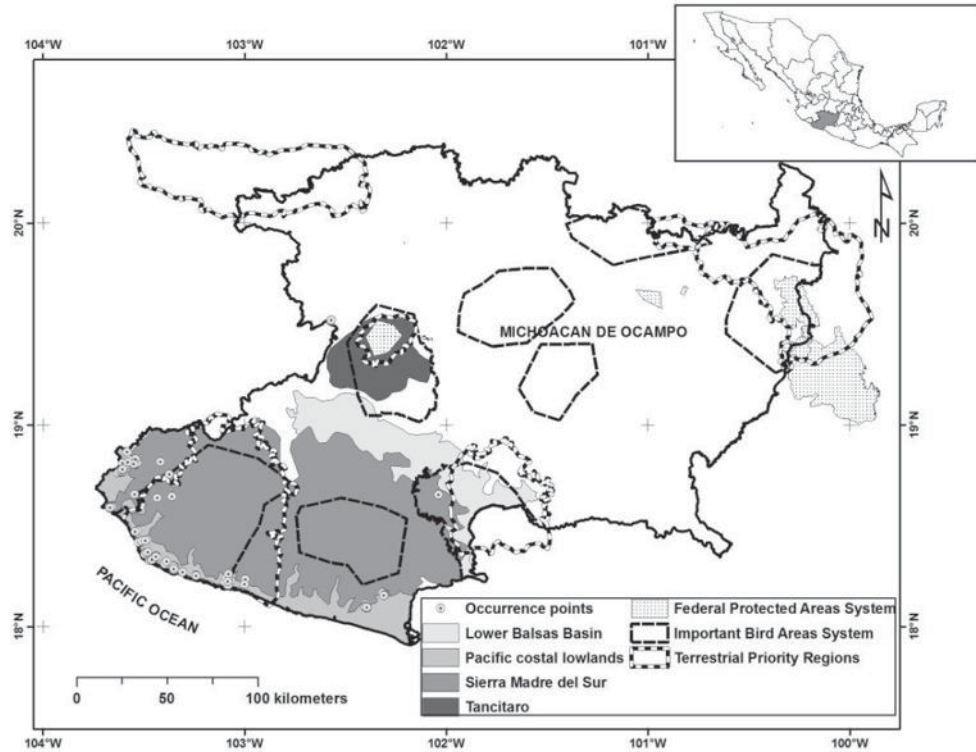 104°W 103°W 102°W 101°W
20°N 20°N
MICHOACAN DE OCAMPO
19°N 19°N
PACIFIC OCEAN
18°N 18°N
Occurrence points
Lower Balsas Basin
Pacific costal lowlands
Sierra Madre del Sur
Tancitaro
Federal Protected Areas System
Important Bird Areas System
Terrestrial Priority Regions
0 50 100 kilometers
104°W 103°W 102°W 101°W 100°W
N